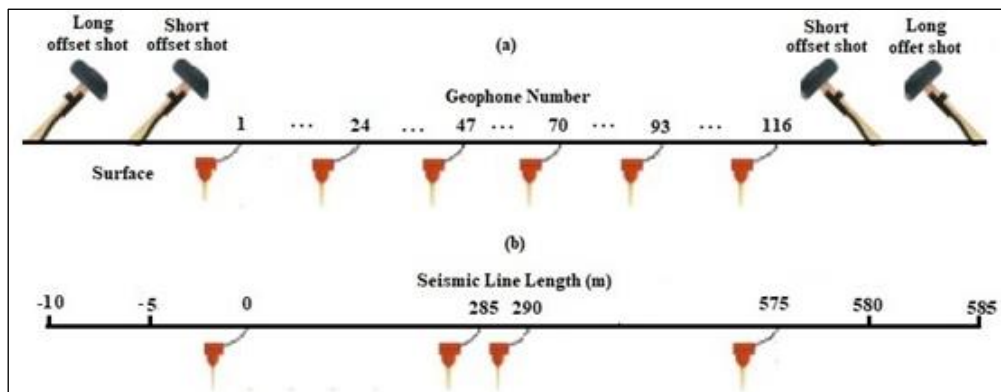 Long
offset shot
Short
offset shot
(a)
Short
offset shot
Long
offet shot
Geophone Number
1 ... 24 ... 47 ... 70 ... 93 ... 116
Surface
(b)
Seismic Line Length (m)
-10 -5 0 285 290 575 580 585